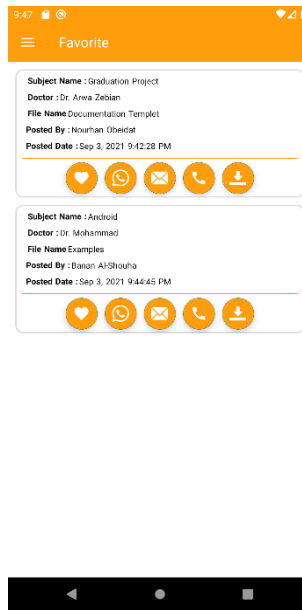 9:47
Favorite
Subject Name : Graduation Project
Doctor : Dr. Arwa Zebian
File Name Documentation Templet
Posted By : Nourhan Obeidat
Posted Date : Sep 3, 2021 9:42:28 PM
Subject Name : Android
Doctor : Dr. Mohammad
File Name Examples
Posted By : Banan Al-Shouha
Posted Date : Sep 3, 2021 9:44:45 PM